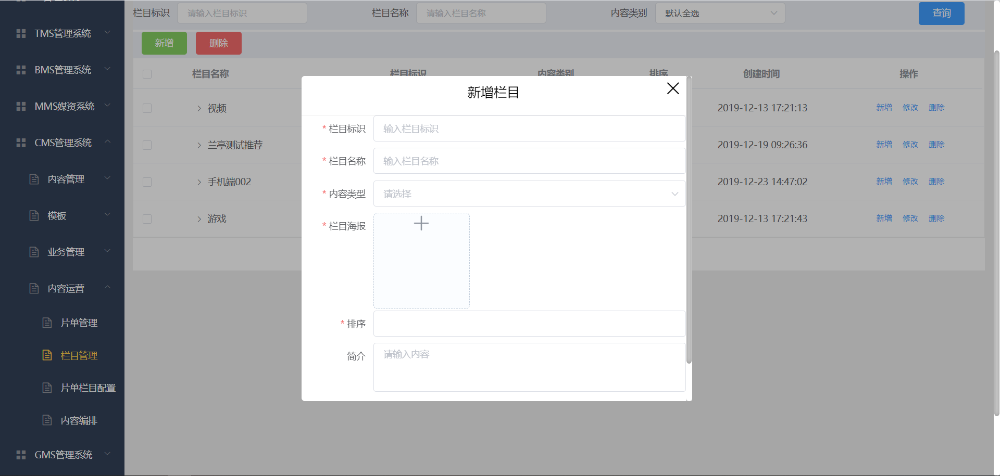 栏目标识 请输入栏目标识 栏目名称 请输入栏目名称 内容类别 默认全选 查询
新增 删除
栏目名称 栏目标识 内容类别 排序 创建时间 操作
视频 2019-12-13 17:21:13 新增 修改 删除
兰亭测试推荐 2019-12-19 09:26:36 新增 修改 删除
手机端002 2019-12-23 14:47:02 新增 修改 删除
游戏 2019-12-13 17:21:43 新增 修改 删除
TMS管理系统
BMS管理系统
MMS媒资系统
CMS管理系统
内容管理
模板
业务管理
内容运营
片单管理
栏目管理
片单栏目配置
内容编排
GMS管理系统
新增栏目
* 栏目标识 输入栏目标识
* 栏目名称 输入栏目名称
* 内容类型 请选择
* 栏目海报
* 排序
简介 请输入内容